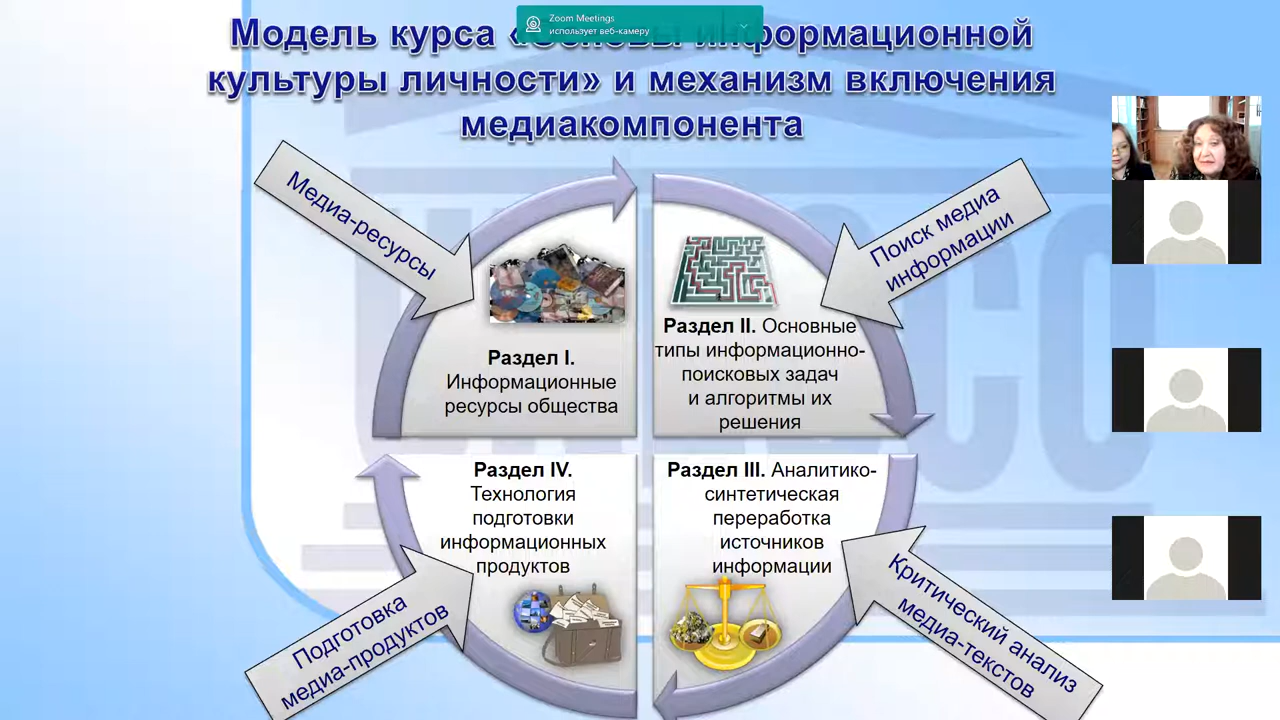 Zoom Meetings
использует веб-камеру
Модель курса информационной
культуры личности» и механизм включения
медиакомпонента
Медиа-ресурсы
Поиск медиа
информации
Раздел I.
Информационные
ресурсы общества
Раздел II. Основные
типы информационно-
поисковых задач
и алгоритмы их
решения
Раздел IV.
Технология
подготовки
информационных
продуктов
Раздел III. Аналитико-
синтетическая
переработка
источников
информации
Подготовка
медиа-продуктов
Критический анализ
медиа-текстов